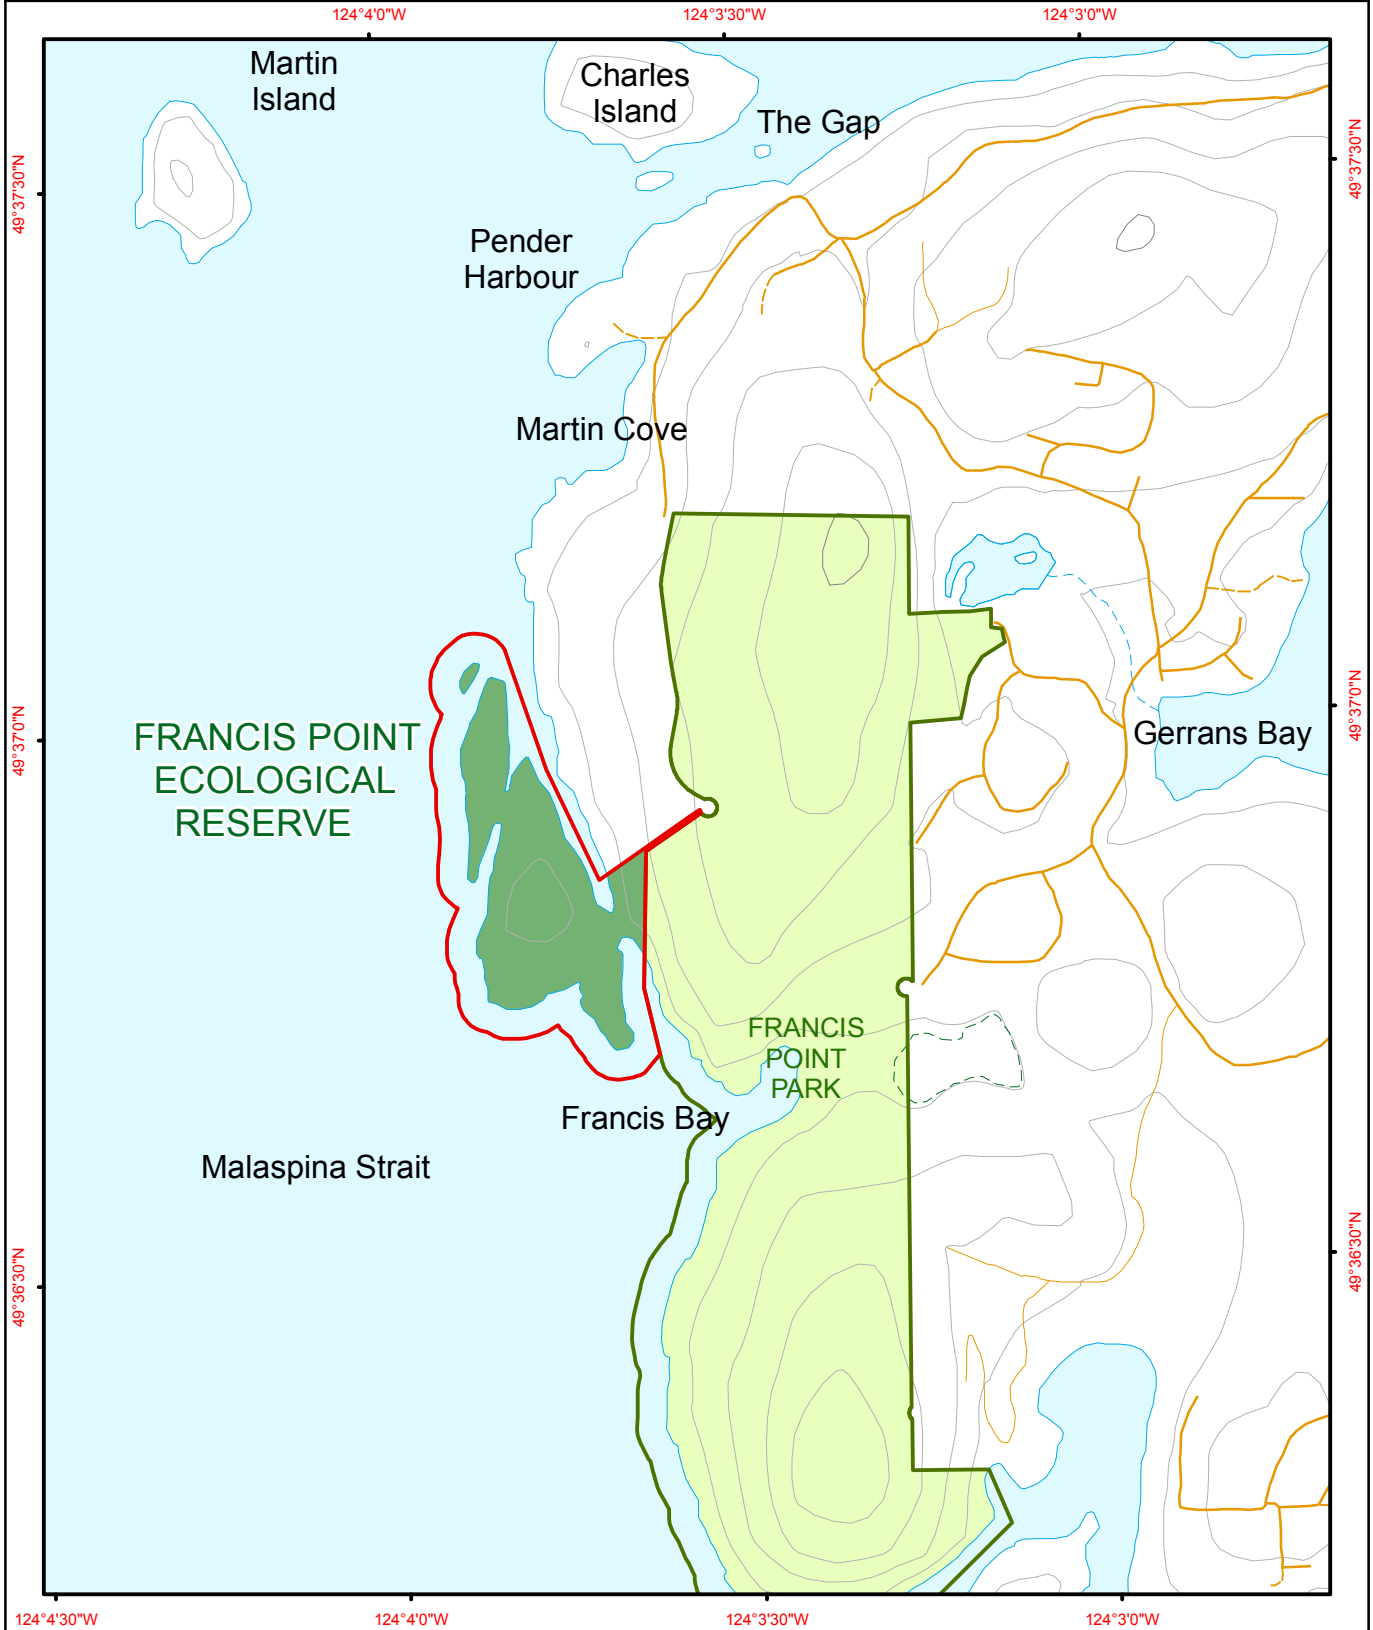 124°4'0"W
124°3'30"W
124°3'0"W
Martin
Island
Charles
Island
The Gap
49°37'30"N
49°37'30"N
Pender
Harbour
Martin Cove
49°37'0"N
49°37'0"N
FRANCIS POINT
ECOLOGICAL
RESERVE
Gerrans Bay
FRANCIS
POINT
PARK
Francis Bay
Malaspina Strait
49°36'30"N
49°36'30"N
124°4'30"W
124°4'0"W
124°3'30"W
124°3'0"W